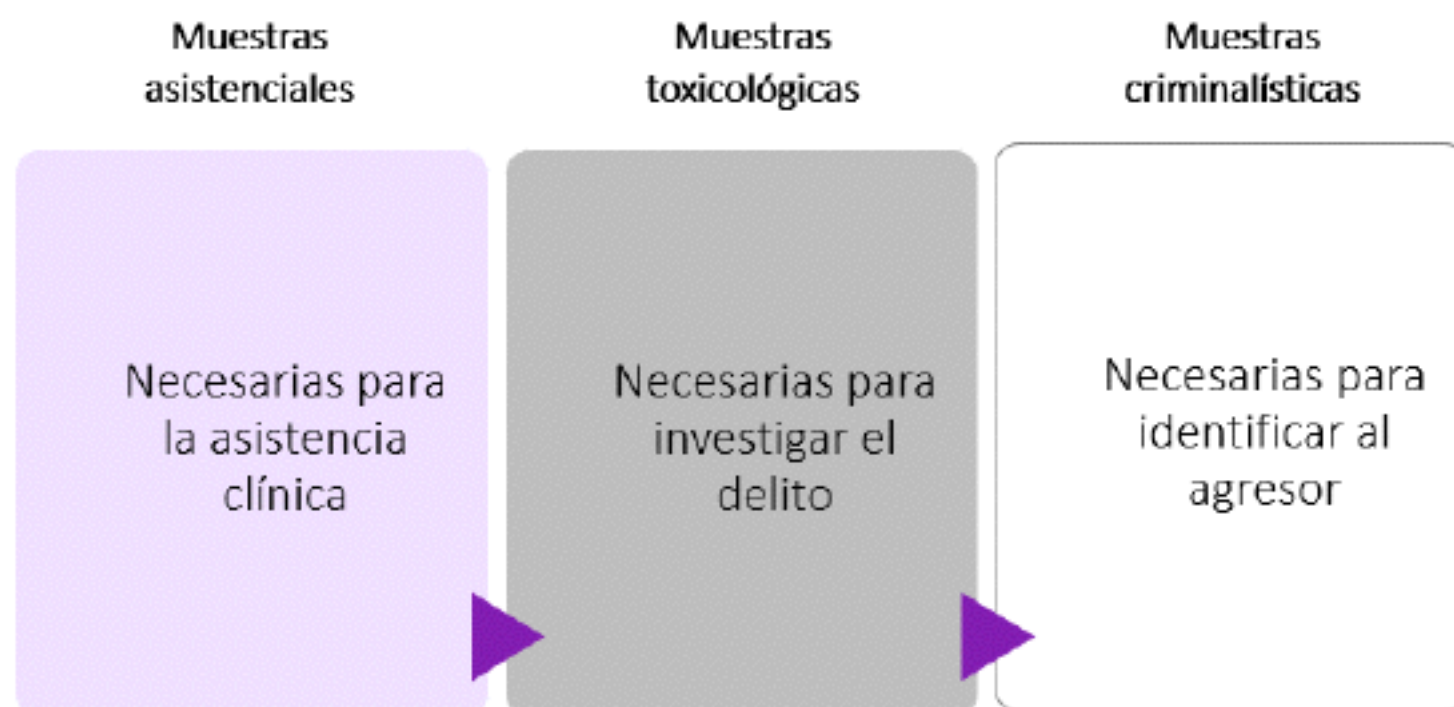 Muestras
asistenciales
Muestras
toxicológicas
Muestras
criminalísticas
Necesarias para
la asistencia
clínica
Necesarias para
investigar el
delito
Necesarias para
identificar al
agresor